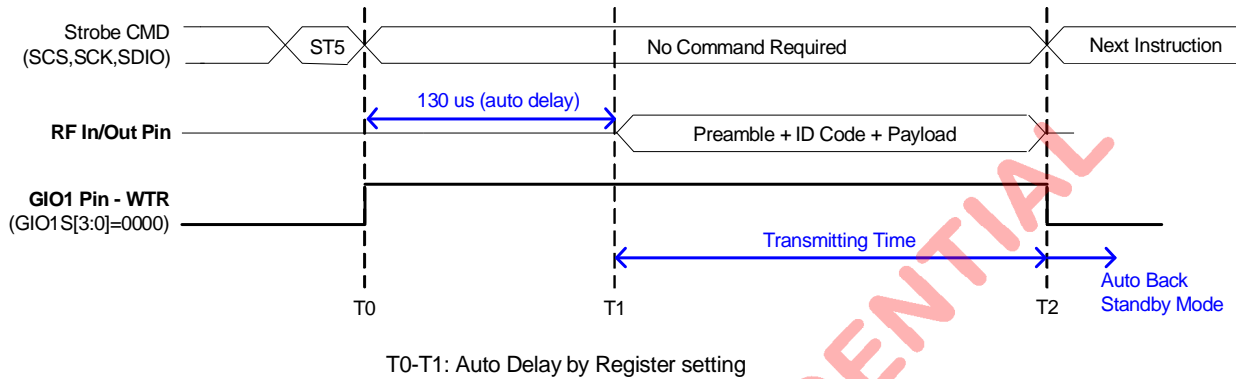 Strobe CMD
(SCS,SCK,SDIO)
ST5
No Command Required
Next Instruction
130 us (auto delay)
RF In/Out Pin
Preamble + ID Code + Payload
GIO1 Pin - WTR
(GIO1S[3:0]=0000)
Transmitting Time
Auto Back
Standby Mode
T0
T1
T2
T0-T1: Auto Delay by Register setting
ENTIAL